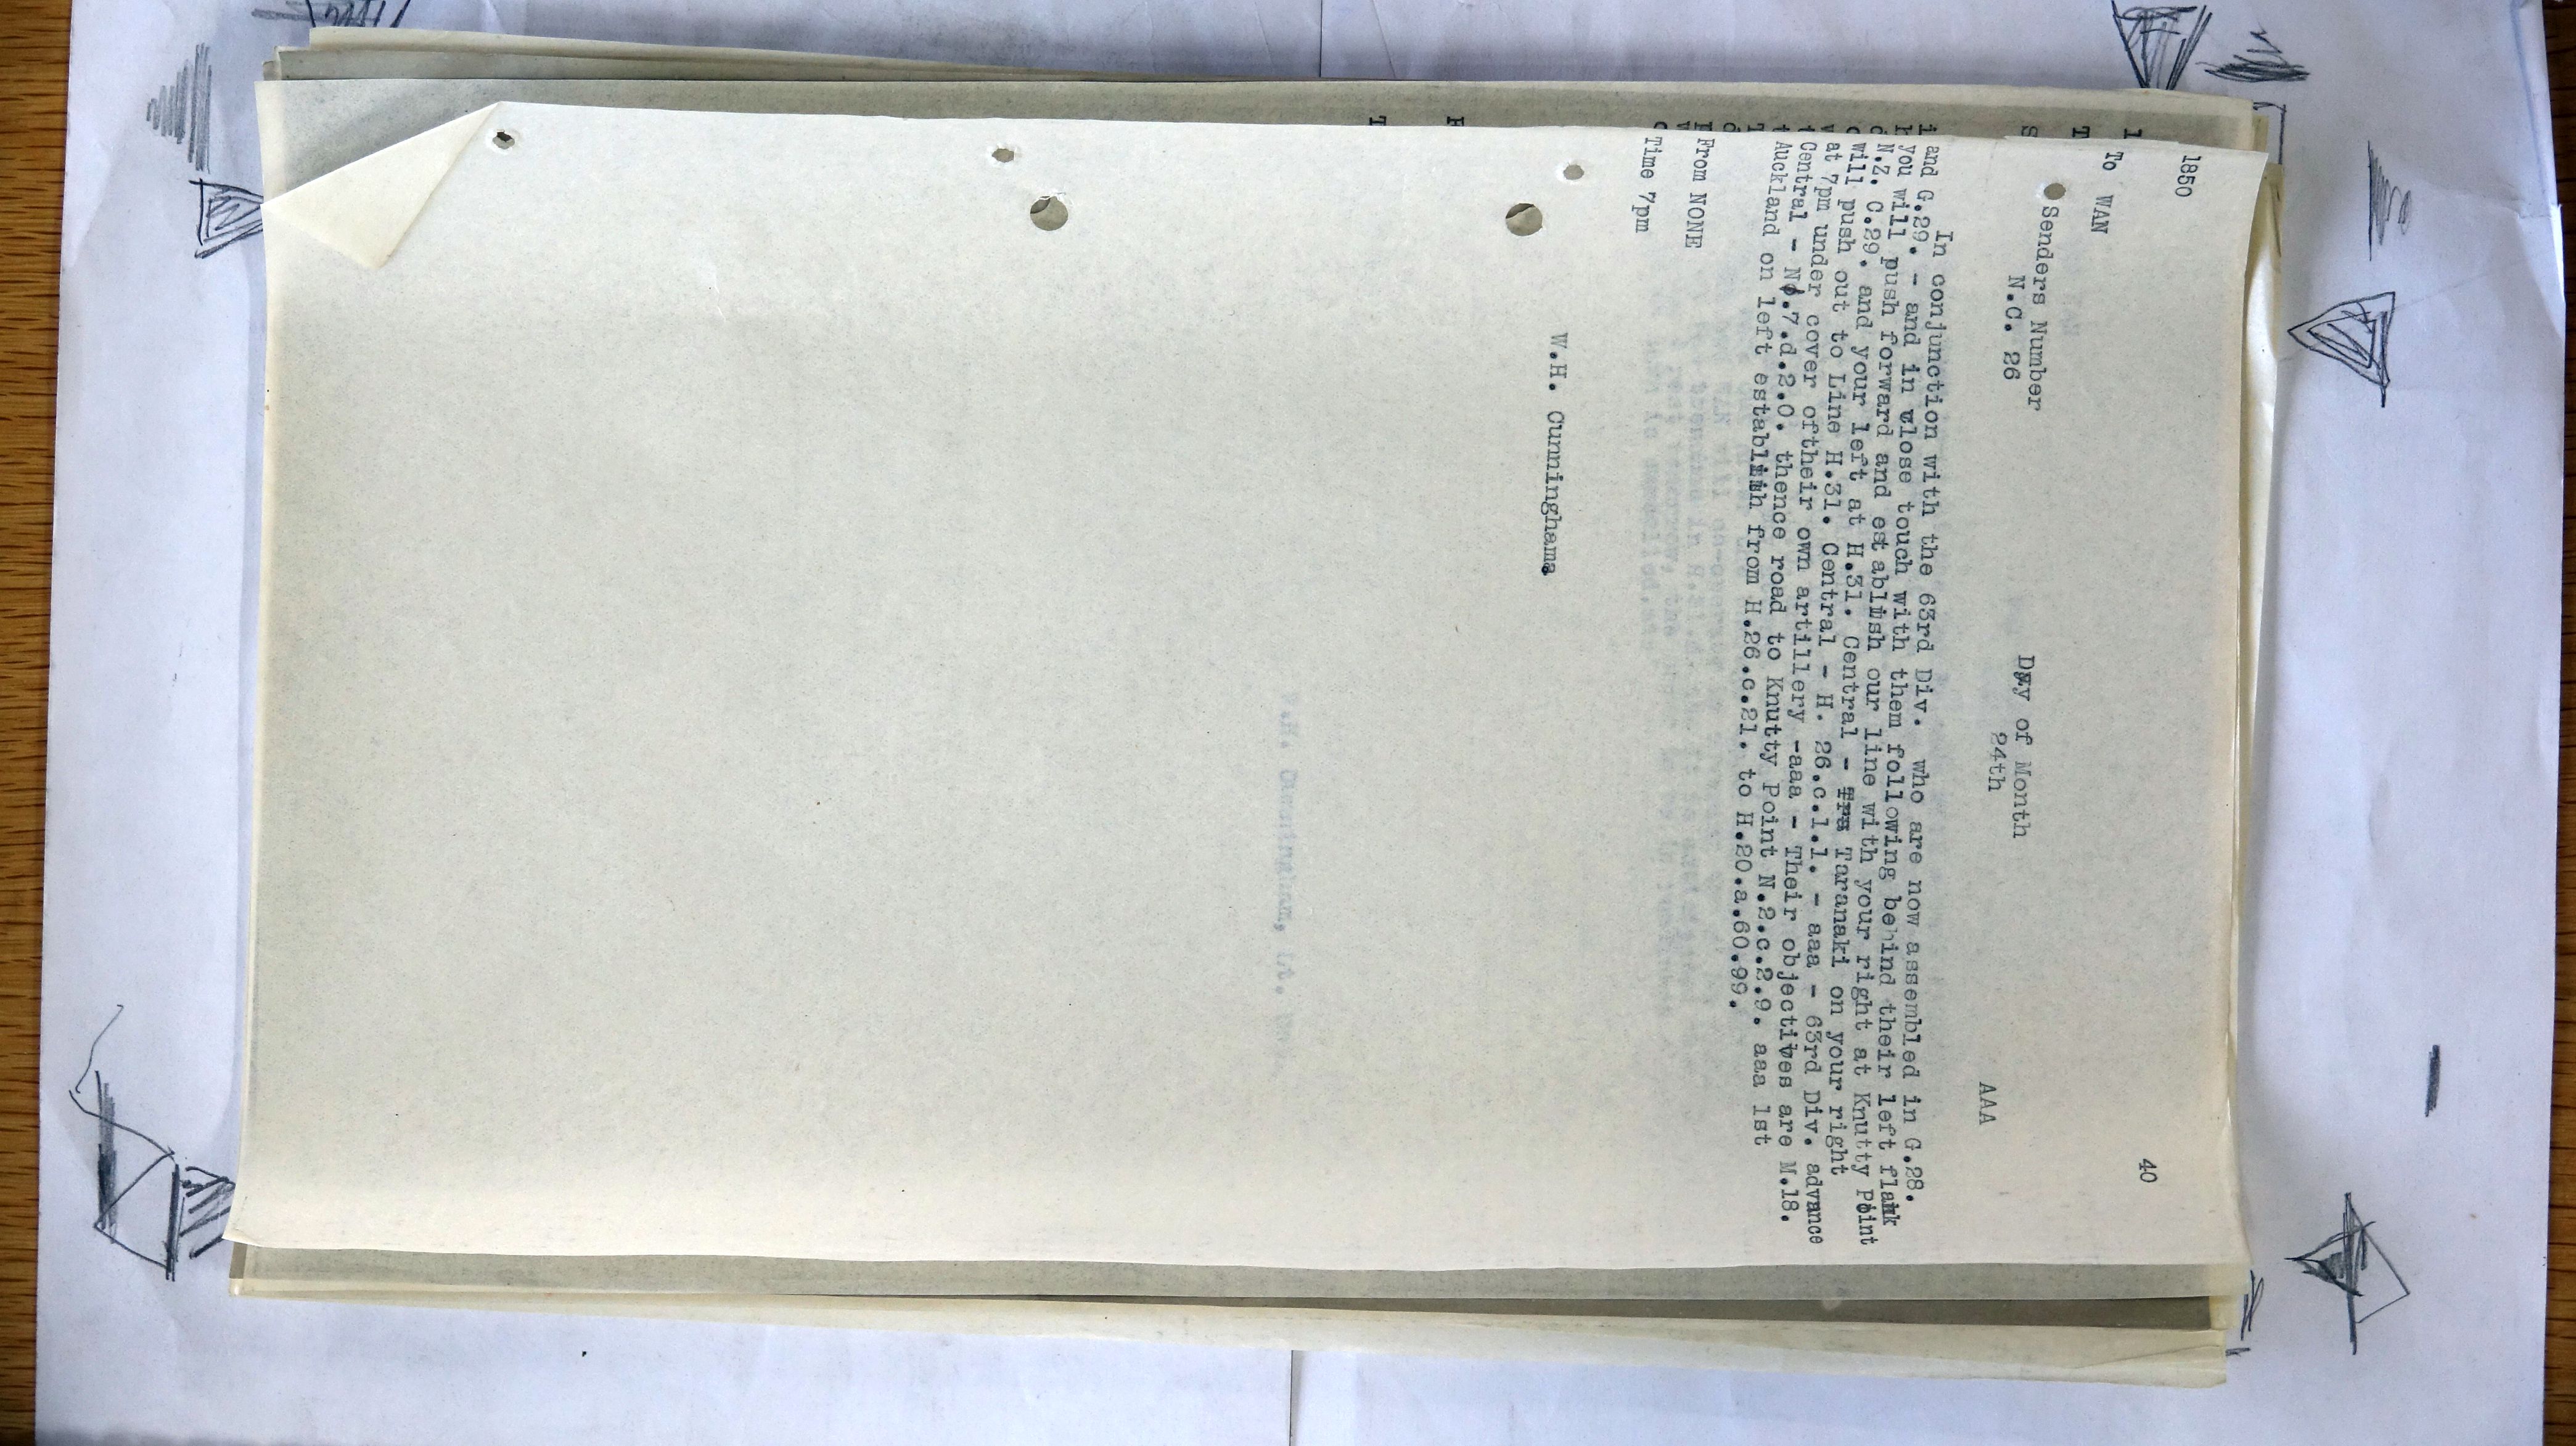 1850
40
To WAN
Senders Number Day of Month AAA
N.C. 26 24th
In conjunction with the 63rd Div. who are now assembled in G.28.
and G.29. - and in close touch with them following behind their left flank
you will push forward and establish our line with your right at Knutty Point
N.Z. C.29. and your left at H.31. Central - Tra Taranaki on your right
will push out to Line H.31. Central - H. 26.c.1.1. - aaa - 63rd Div. advance
at 7pm under cover oftheir own artillery -aaa - Their objectives are M.18.
Central - No.7.d.2.0. thence road to Knutty Point N.2.c.2.9. aaa 1st
Auckland on left establish from H.26.c.21. to H.20.a.60.99.
From NONE
Time 7pm
W.H. Cunningham
W.H. Cunningham, Lt.